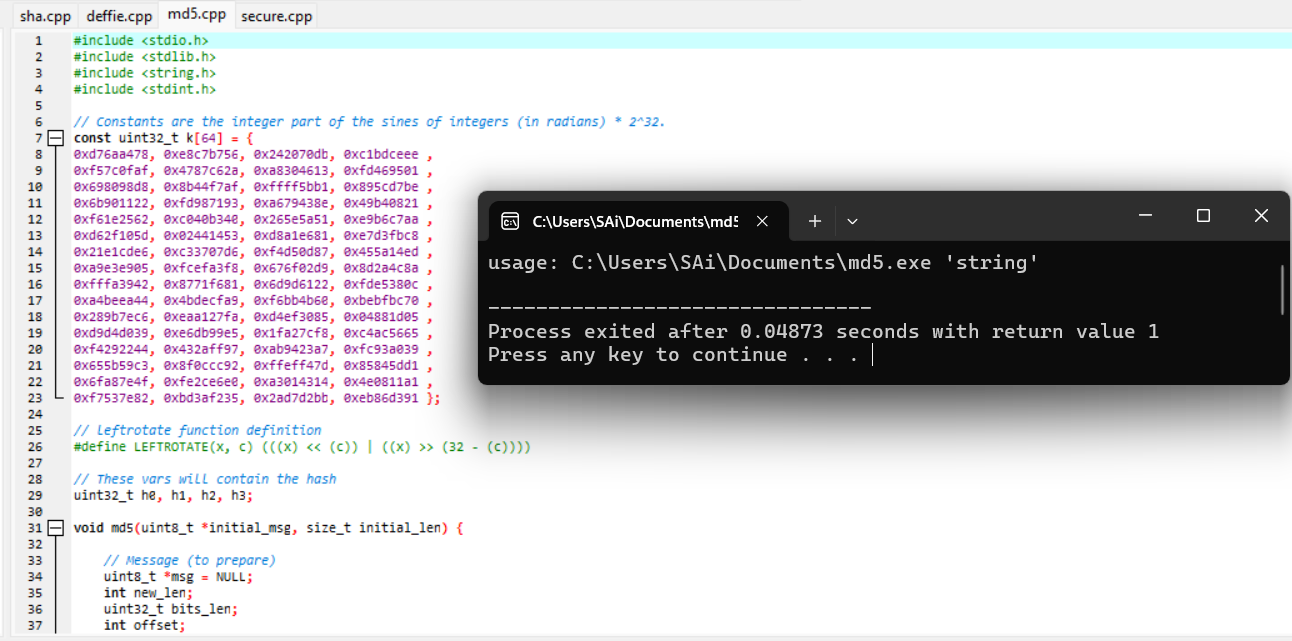 sha.cpp deffie.cpp md5.cpp secure.cpp
1 #include <stdio.h>
2 #include <stdlib.h>
3 #include <string.h>
4 #include <stdint.h>
5
6 // Constants are the integer part of the sines of integers (in radians) * 2^32.
7 const uint32_t k[64] = {
8 0xd76aa478, 0xe8c7b756, 0x242070db, 0xc1bdceee ,
9 0xf57c0faf, 0x4787c62a, 0xa8304613, 0xfd469501 ,
10 0x698098d8, 0x8b44f7af, 0xffff5bb1, 0x895cd7be ,
11 0x6b901122, 0xfd987193, 0xa679438e, 0x49b40821 ,
12 0xf61e2562, 0xc040b340, 0x265e5a51, 0xe9b6c7aa ,
13 0xd62f105d, 0x02441453, 0xd8a1e681, 0xe7d3fbc8 ,
14 0x21e1cde6, 0xc33707d6, 0xf4d50d87, 0x455a14ed ,
15 0xa9e3e905, 0xfcefa3f8, 0x676f02d9, 0x8d2a4c8a ,
16 0xfffa3942, 0x8771f681, 0x6d9d6122, 0xfde5380c ,
17 0xa4beea44, 0x4bdecfa9, 0xf6bb4b60, 0xbebfbc70 ,
18 0x289b7ec6, 0xeaa127fa, 0xd4ef3085, 0x04881d05 ,
19 0xd9d4d039, 0xe6db99e5, 0x1fa27cf8, 0xc4ac5665 ,
20 0xf4292244, 0x432aff97, 0xab9423a7, 0xfc93a039 ,
21 0x655b59c3, 0x8f0ccc92, 0xffeff47d, 0x85845dd1 ,
22 0x6fa87e4f, 0xfe2ce6e0, 0xa3014314, 0x4e0811a1 ,
23 0xf7537e82, 0xbd3af235, 0x2ad7d2bb, 0xeb86d391 };
24
25 // leftrotate function definition
26 #define LEFTROTATE(x, c) (((x) << (c)) | ((x) >> (32 - (c))))
27
28 // These vars will contain the hash
29 uint32_t h0, h1, h2, h3;
30
31 void md5(uint8_t *initial_msg, size_t initial_len) {
32
33 // Message (to prepare)
34 uint8_t *msg = NULL;
35 int new_len;
36 uint32_t bits_len;
37 int offset;
C:\Users\SAi\Documents\md5
usage: C:\Users\SAi\Documents\md5.exe 'string'
--------------------------------
Process exited after 0.04873 seconds with return value 1
Press any key to continue . . .